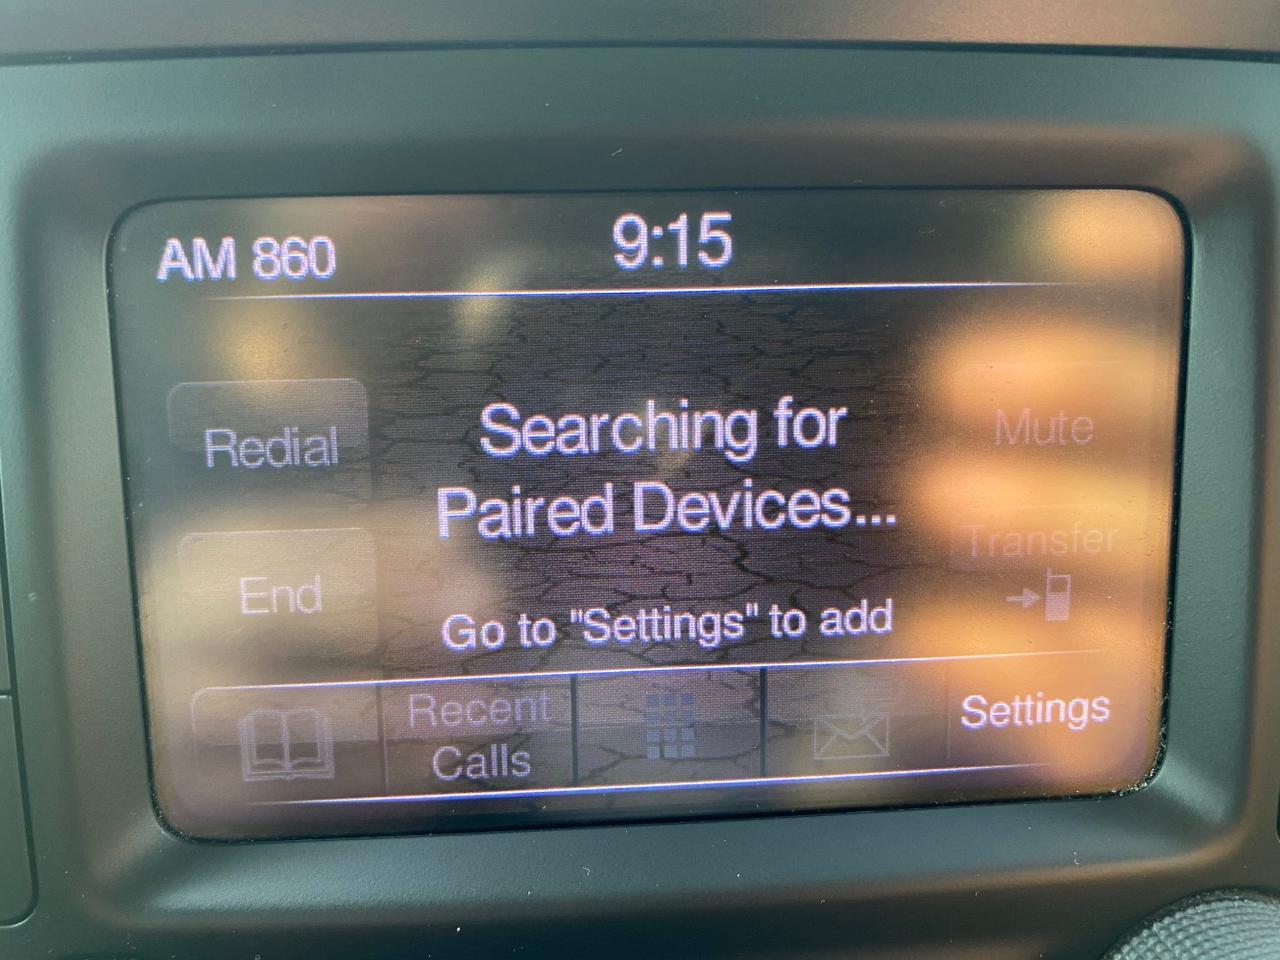 AM 860
9:15
Redial
Searching for
Paired Devices...
Mute
End
Transfer
Go to "Settings" to add
Recent
Calls
Settings